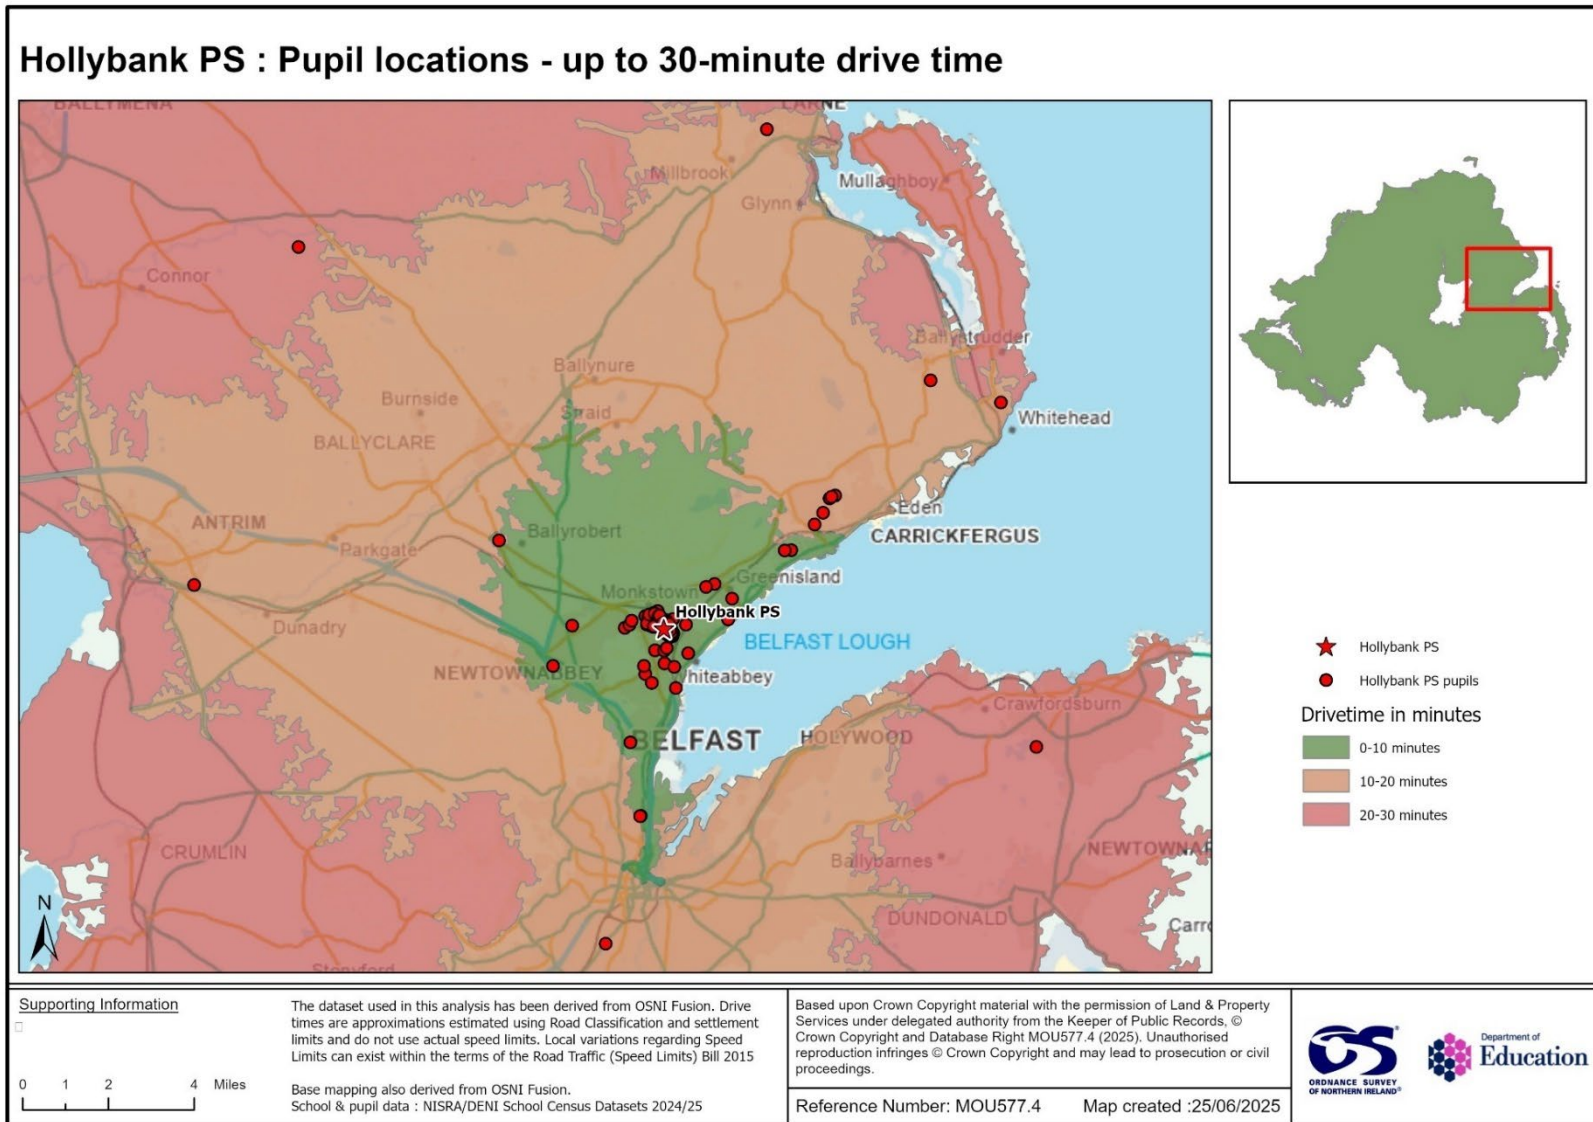 Hollybank PS : Pupil locations - up to 30-minute drive time
BALLYMENA
LARNE
Millbrook
Mullaghboy
Glynn
Connor
Ballystrudder
Ballynure
Burnside
Straid
Whitehead
BALLYCLARE
Eden
ANTRIM
Ballyrobert
CARRICKFERGUS
Parkgate
Greenisland
Monkstown
Hollybank PS
Dunadry
BELFAST LOUGH
NEWTOWNABBEY
Whiteabbey
Crawfordsburn
BELFAST
HOLYWOOD
CRUMLIN
Ballybarnes
NEWTOWNAR
DUNDONALD
Carro
Stonyford
N
Hollybank PS
Hollybank PS pupils
Drivetime in minutes
0-10 minutes
10-20 minutes
20-30 minutes
Supporting Information
0 1 2 4 Miles
The dataset used in this analysis has been derived from OSNI Fusion. Drive
times are approximations estimated using Road Classification and settlement
limits and do not use actual speed limits. Local variations regarding Speed
Limits can exist within the terms of the Road Traffic (Speed Limits) Bill 2015
Base mapping also derived from OSNI Fusion.
School & pupil data : NISRA/DENI School Census Datasets 2024/25
Based upon Crown Copyright material with the permission of Land & Property
Services under delegated authority from the Keeper of Public Records, ©
Crown Copyright and Database Right MOU577.4 (2025). Unauthorised
reproduction infringes © Crown Copyright and may lead to prosecution or civil
proceedings.
Reference Number: MOU577.4 Map created :25/06/2025
OS
ORDNANCE SURVEY
OF NORTHERN IRELAND®
Department of
Education